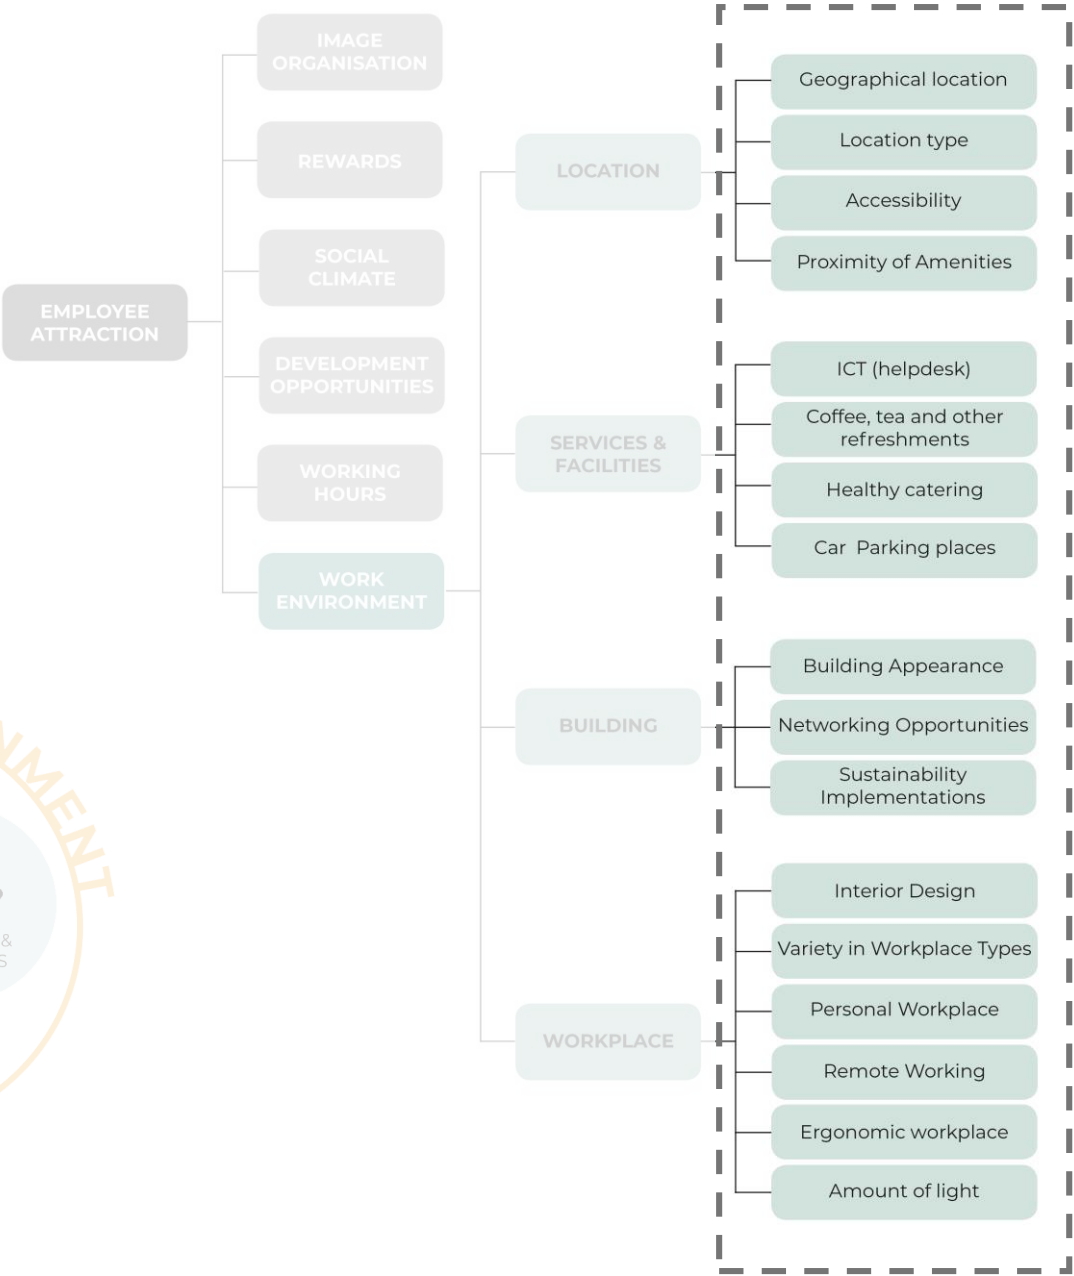 EMPLOYEE
ATTRACTION
IMAGE
ORGANISATION
REWARDS
SOCIAL
CLIMATE
DEVELOPMENT
OPPORTUNITIES
WORKING
HOURS
WORK
ENVIRONMENT
LOCATION
Geographical location
Location type
Accessibility
Proximity of Amenities
SERVICES &
FACILITIES
ICT (helpdesk)
Coffee, tea and other
refreshments
Healthy catering
Car Parking places
BUILDING
Building Appearance
Networking Opportunities
Sustainability
Implementations
WORKPLACE
Interior Design
Variety in Workplace Types
Personal Workplace
Remote Working
Ergonomic workplace
Amount of light